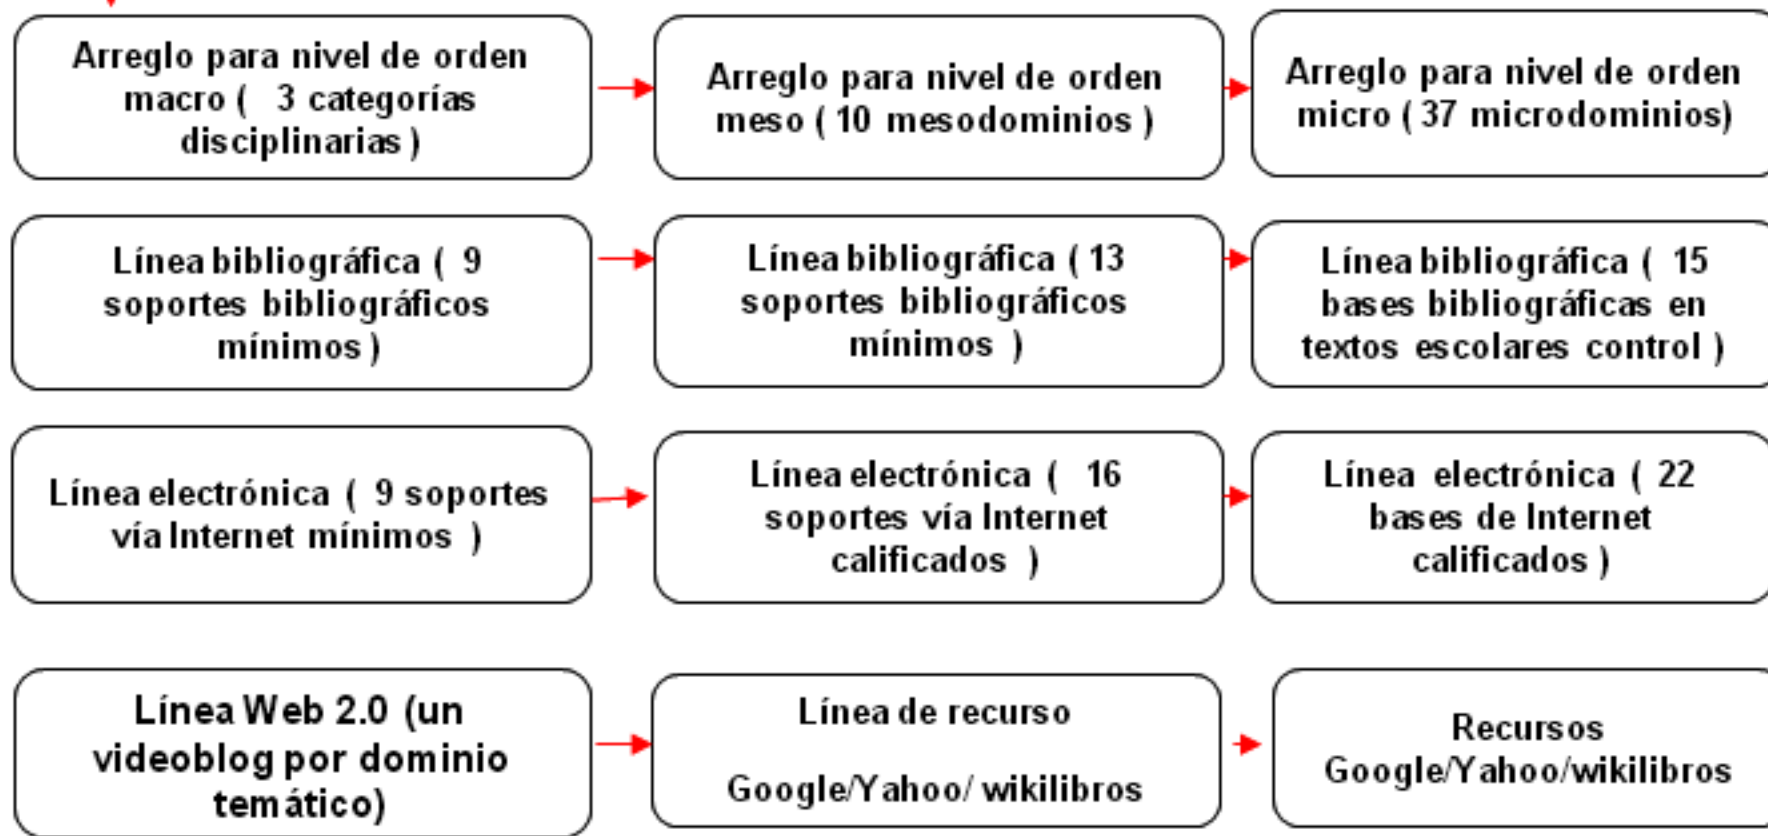 Arreglo para nivel de orden
macro ( 3 categorías
disciplinarias )
Arreglo para nivel de orden
meso ( 10 mesodominios )
Arreglo para nivel de orden
micro ( 37 microdominios)
Línea bibliográfica ( 9
soportes bibliográficos
mínimos )
Línea bibliográfica ( 13
soportes bibliográficos
mínimos )
Línea bibliográfica ( 15
bases bibliográficas en
textos escolares control )
Línea electrónica ( 9 soportes
vía Internet mínimos )
Línea electrónica ( 16
soportes vía Internet
calificados )
Línea electrónica ( 22
bases de Internet
calificados )
Línea Web 2.0 (un
videoblog por dominio
temático)
Línea de recurso
Google/Yahoo/ wikilibros
Recursos
Google/Yahoo/wikilibros